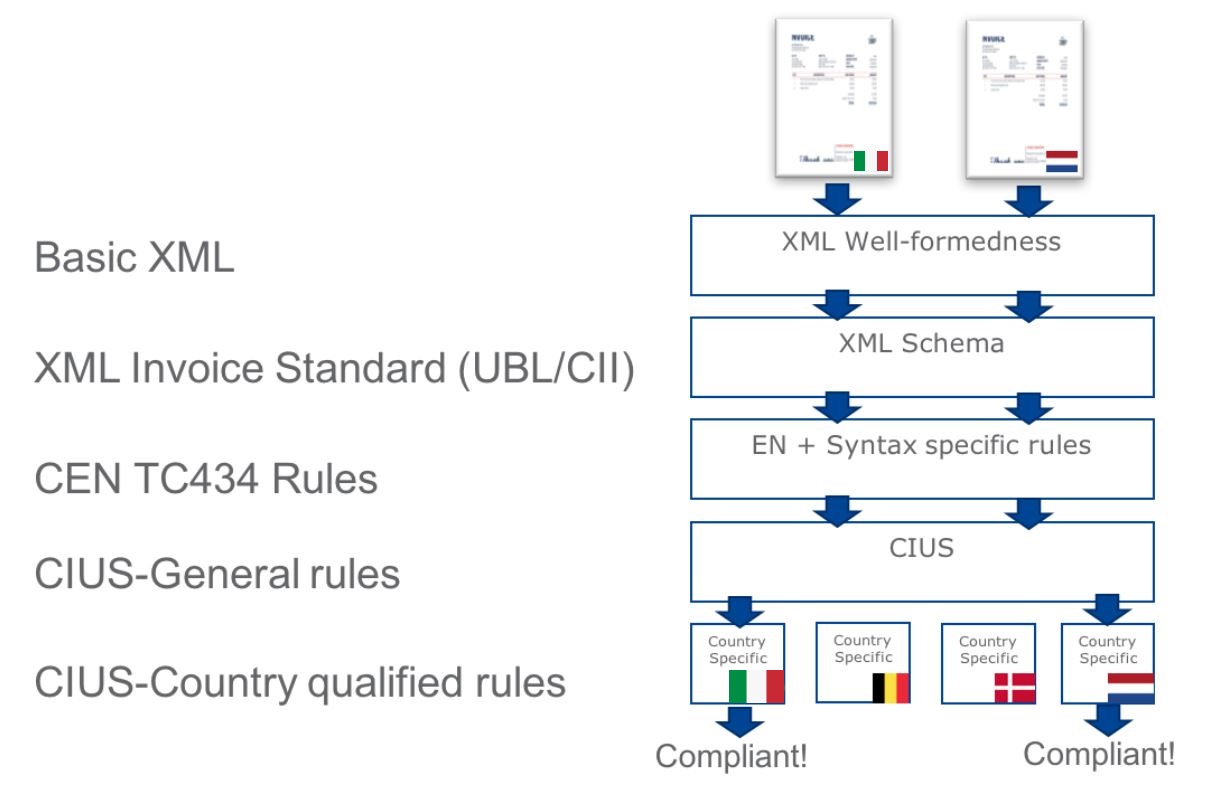 INVOICE
INVOICE
Thank
Thank
Basic XML
XML Well-formedness
XML Invoice Standard (UBL/CII)
XML Schema
CEN TC434 Rules
EN + Syntax specific rules
CIUS-General rules
CIUS
CIUS-Country qualified rules
Country
Specific
Country
Specific
Country
Specific
Country
Specific
Compliant!
Compliant!